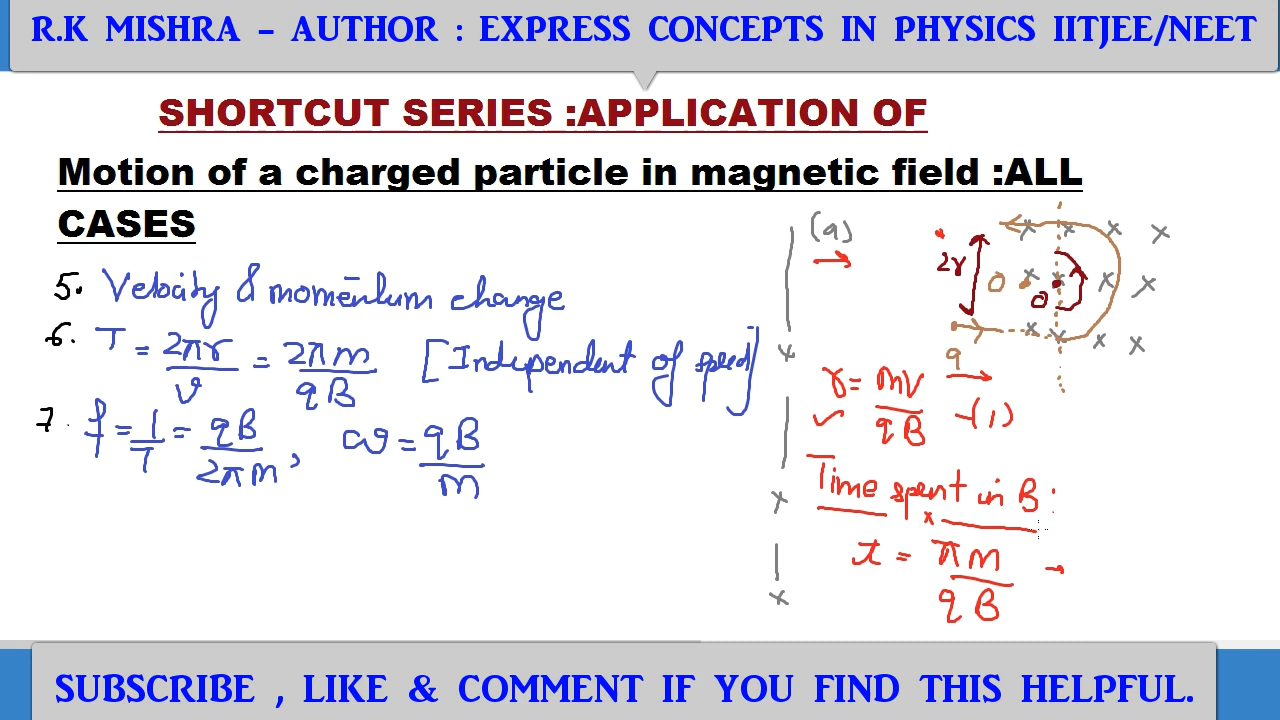 R.K MISHRA – AUTHOR : EXPRESS CONCEPTS IN PHYSICS IITJEE/NEET
SHORTCUT SERIES :APPLICATION OF
Motion of a charged particle in magnetic field :ALL
CASES
5. Velocity & momentum change
6. T = 2πr/v = 2πm/qB [Independent of speed]
7. f = 1/T = qB/2πm, ω = qB/m
(a)
x x x x
2r O x x x x
O
x x x x
q
r = mv/qB –(1)
Time spent in B:
t = πm/qB →
SUBSCRIBE , LIKE & COMMENT IF YOU FIND THIS HELPFUL.